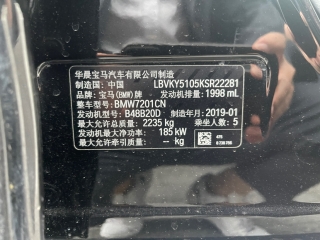 华晨宝马汽车有限公司制造
制造国: 中国 LBVKY5105KSR22281
品牌: 宝马(BMW)牌 发动机排量: 1998 mL
整车型号: BMW7201CN
发动机型号: B48B20D 制造年月: 2019-01
最大允许总质量: 2235 kg 乘坐人数: 5
发动机最大净功率: 185 kW
最大允许牵引质量: -- kg
475